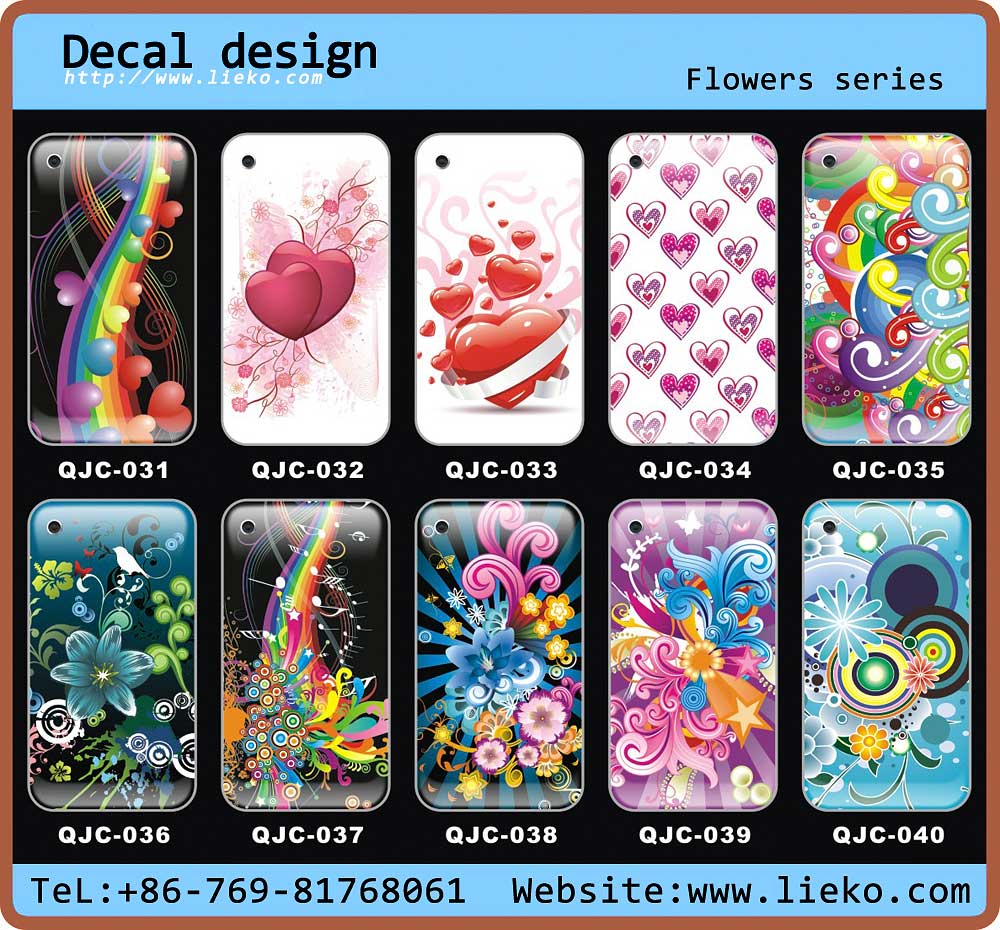 Decal design
http://www.lieko.com
Flowers series
QJC-031 QJC-032 QJC-033 QJC-034 QJC-035
QJC-036 QJC-037 QJC-038 QJC-039 QJC-040
TeL:+86-769-81768061 Website:www.lieko.com